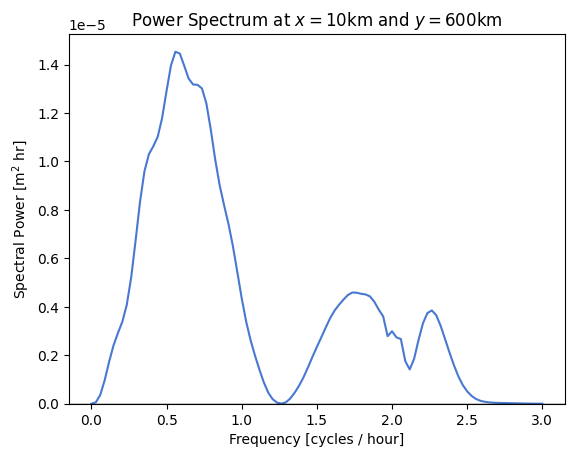 Power Spectrum at x = 10km and y = 600km
1e−5
1.4
1.2
1.0
0.8
0.6
0.4
0.2
0.0
Spectral Power [m² hr]
0.0 0.5 1.0 1.5 2.0 2.5 3.0
Frequency [cycles / hour]